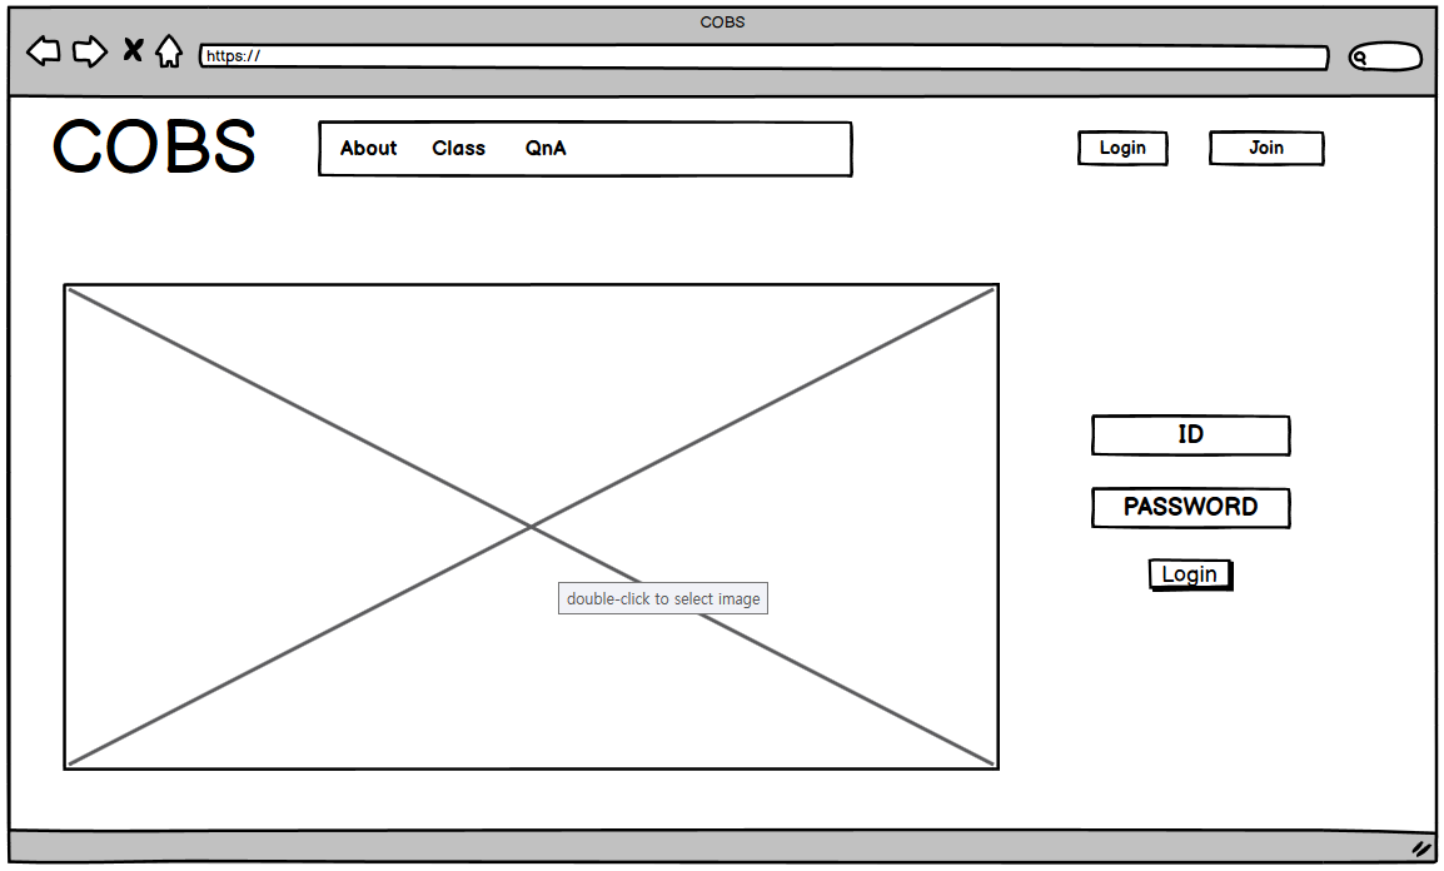 COBS
https://
COBS
About Class QnA
Login
Join
ID
PASSWORD
Login
double-click to select image